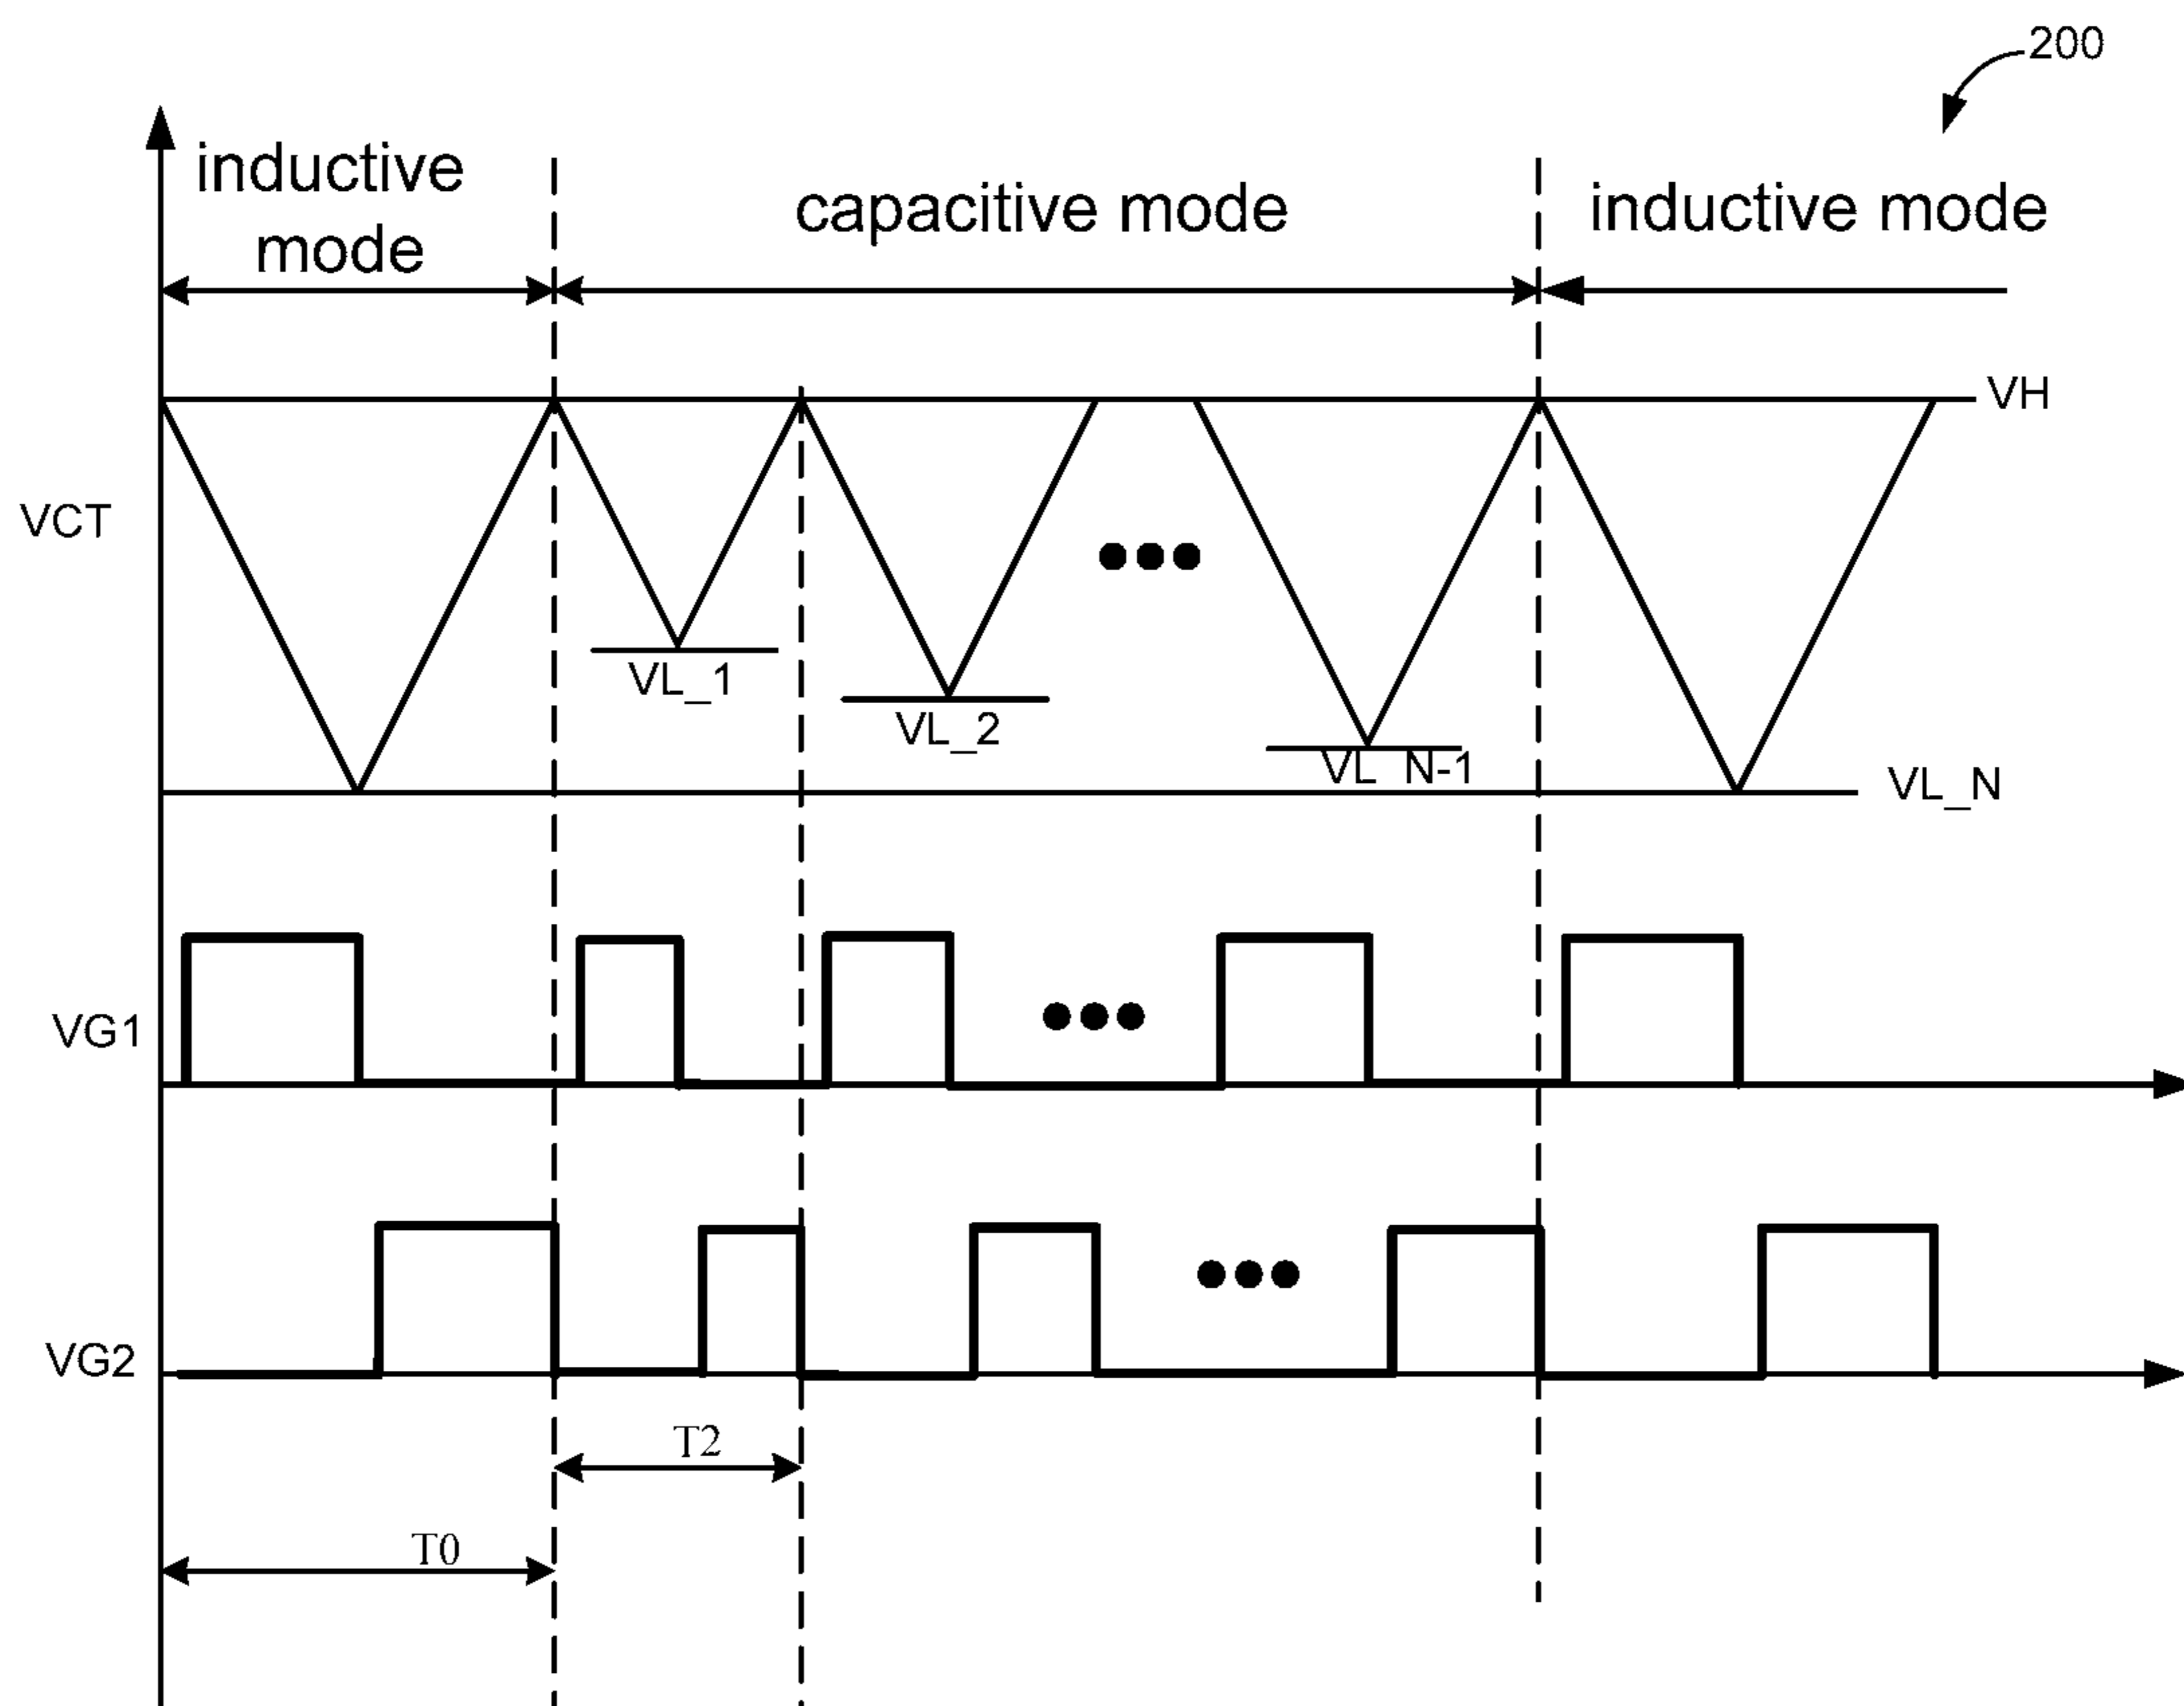 200
inductive
mode
capacitive mode
inductive mode
VH
VCT
VL_1
VL_2
VL_N-1
VL_N
VG1
VG2
T2
T0